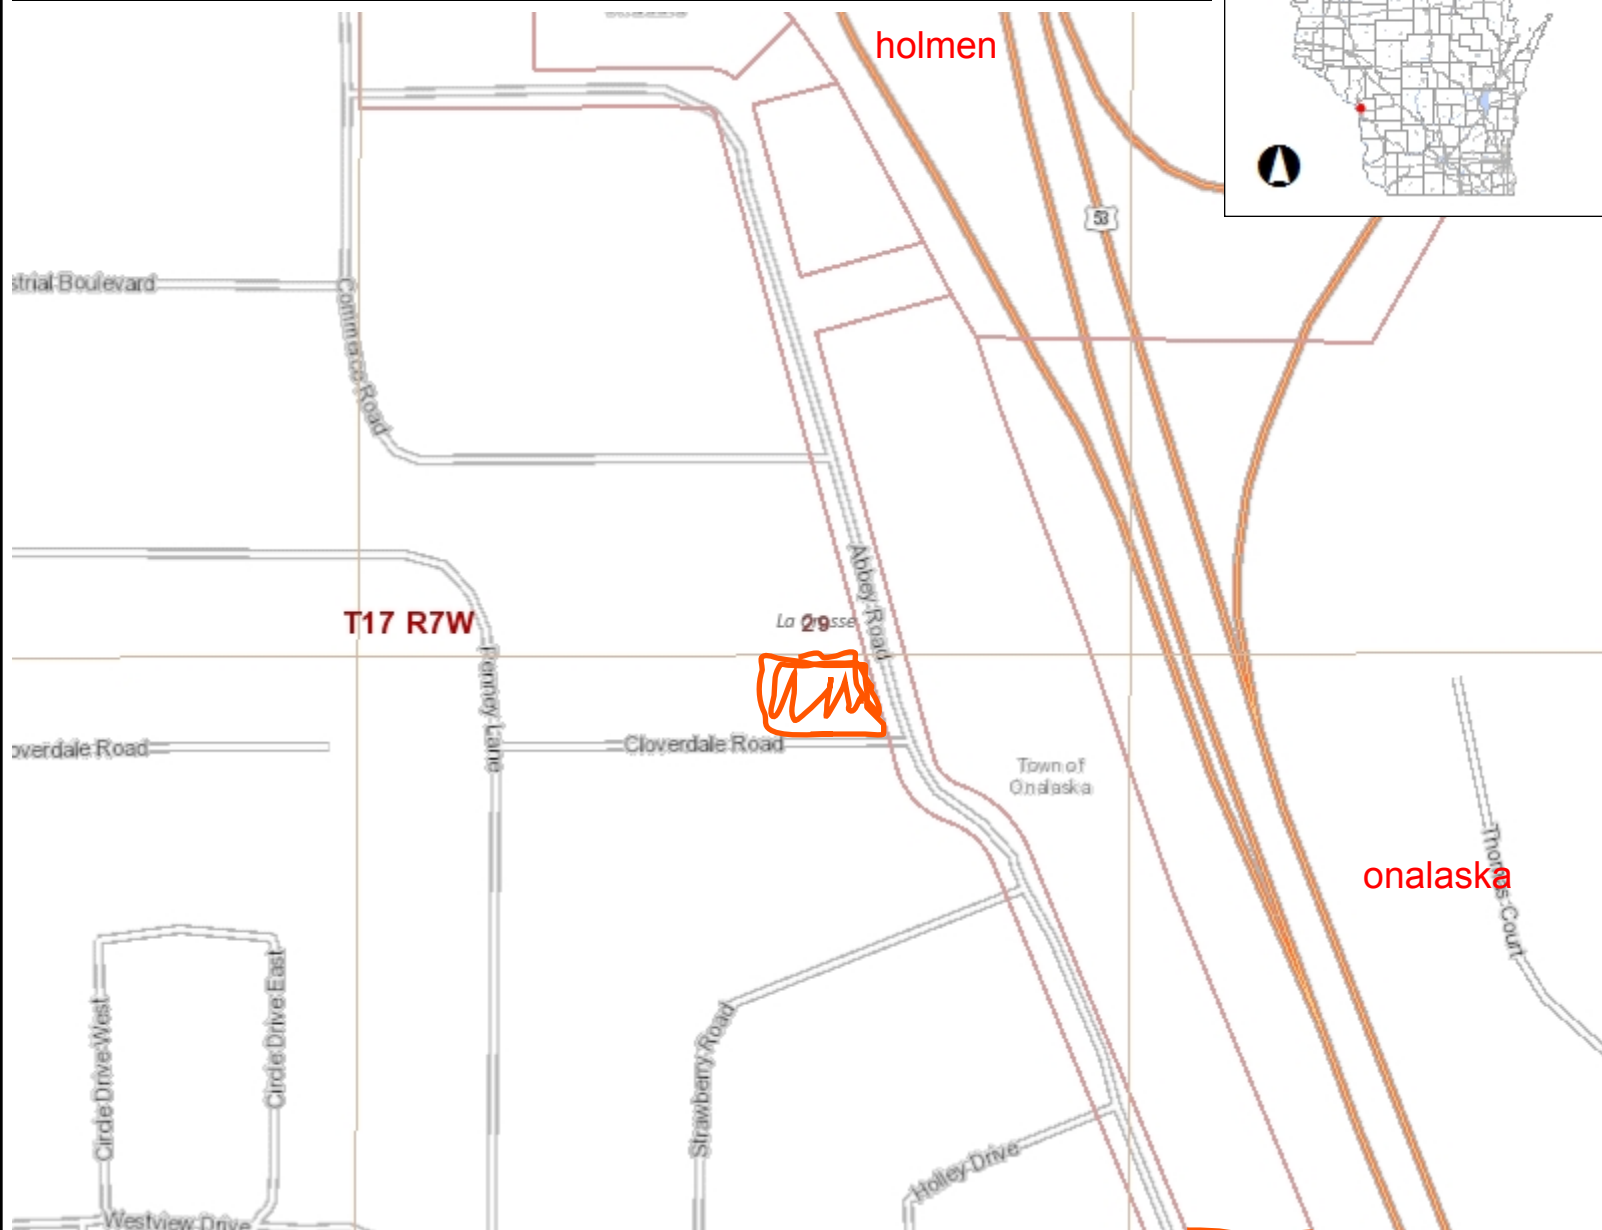 holmen
53
strial Boulevard
Commerce Road
Abbey Road
T17 R7W
La Crosse
29
Penney Lane
overdale Road
Cloverdale Road
Town of
Onalaska
Thomas Court
onalaska
Circle Drive West
Circle Drive East
Strawberry Road
Holley Drive
Westview Drive